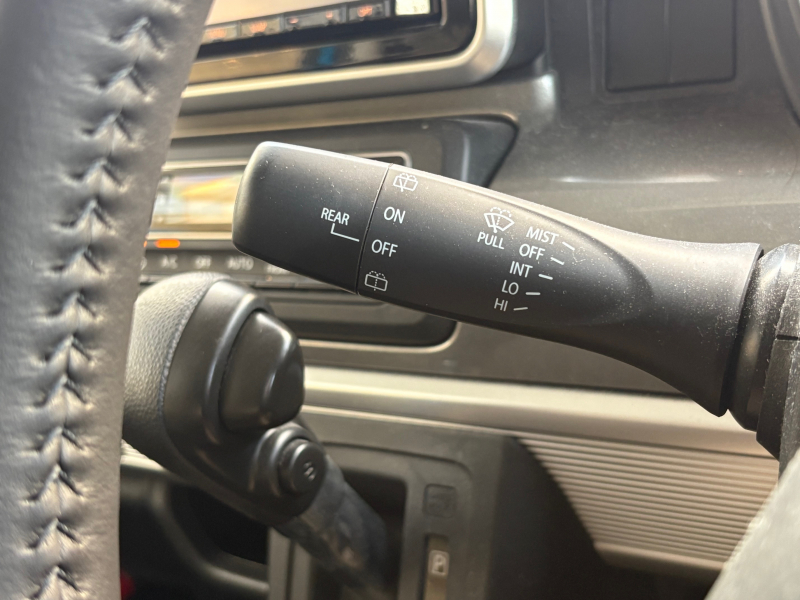 REAR
ON
OFF
PULL
MIST
OFF
INT
LO
HI
P